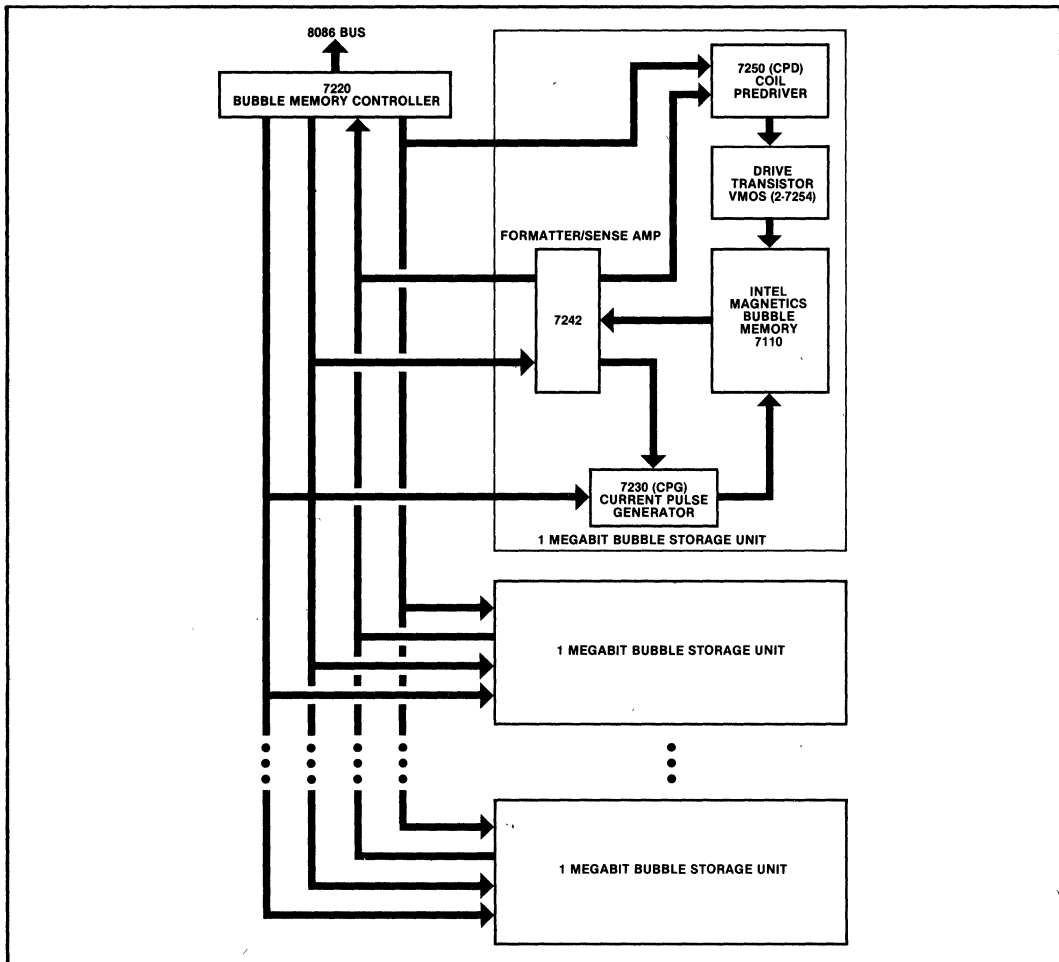 8086 BUS
7220
BUBBLE MEMORY CONTROLLER
7250 (CPD)
COIL
PREDRIVER
DRIVE
TRANSISTOR
VMOS (2-7254)
FORMATTER/SENSE AMP
7242
INTEL
MAGNETICS
BUBBLE
MEMORY
7110
7230 (CPG)
CURRENT PULSE
GENERATOR
1 MEGABIT BUBBLE STORAGE UNIT
1 MEGABIT BUBBLE STORAGE UNIT
1 MEGABIT BUBBLE STORAGE UNIT